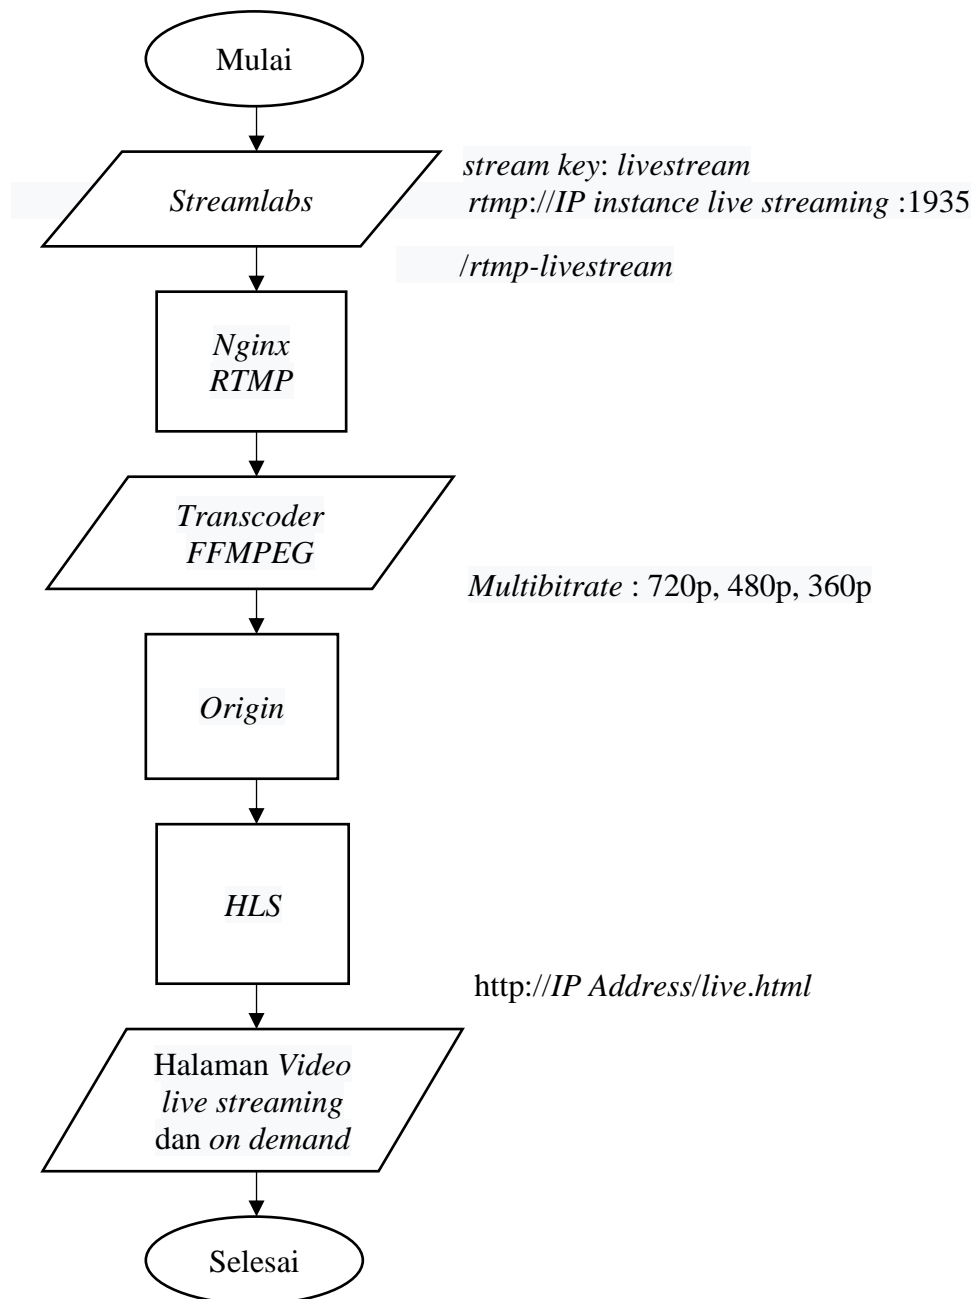 Mulai
Streamlabs
stream key: livestream
rtmp://IP instance live streaming :1935
/rtmp-livestream
Nginx
RTMP
Transcoder
FFMPEG
Multibitrate : 720p, 480p, 360p
Origin
HLS
http://IP Address/live.html
Halaman Video
live streaming
dan on demand
Selesai